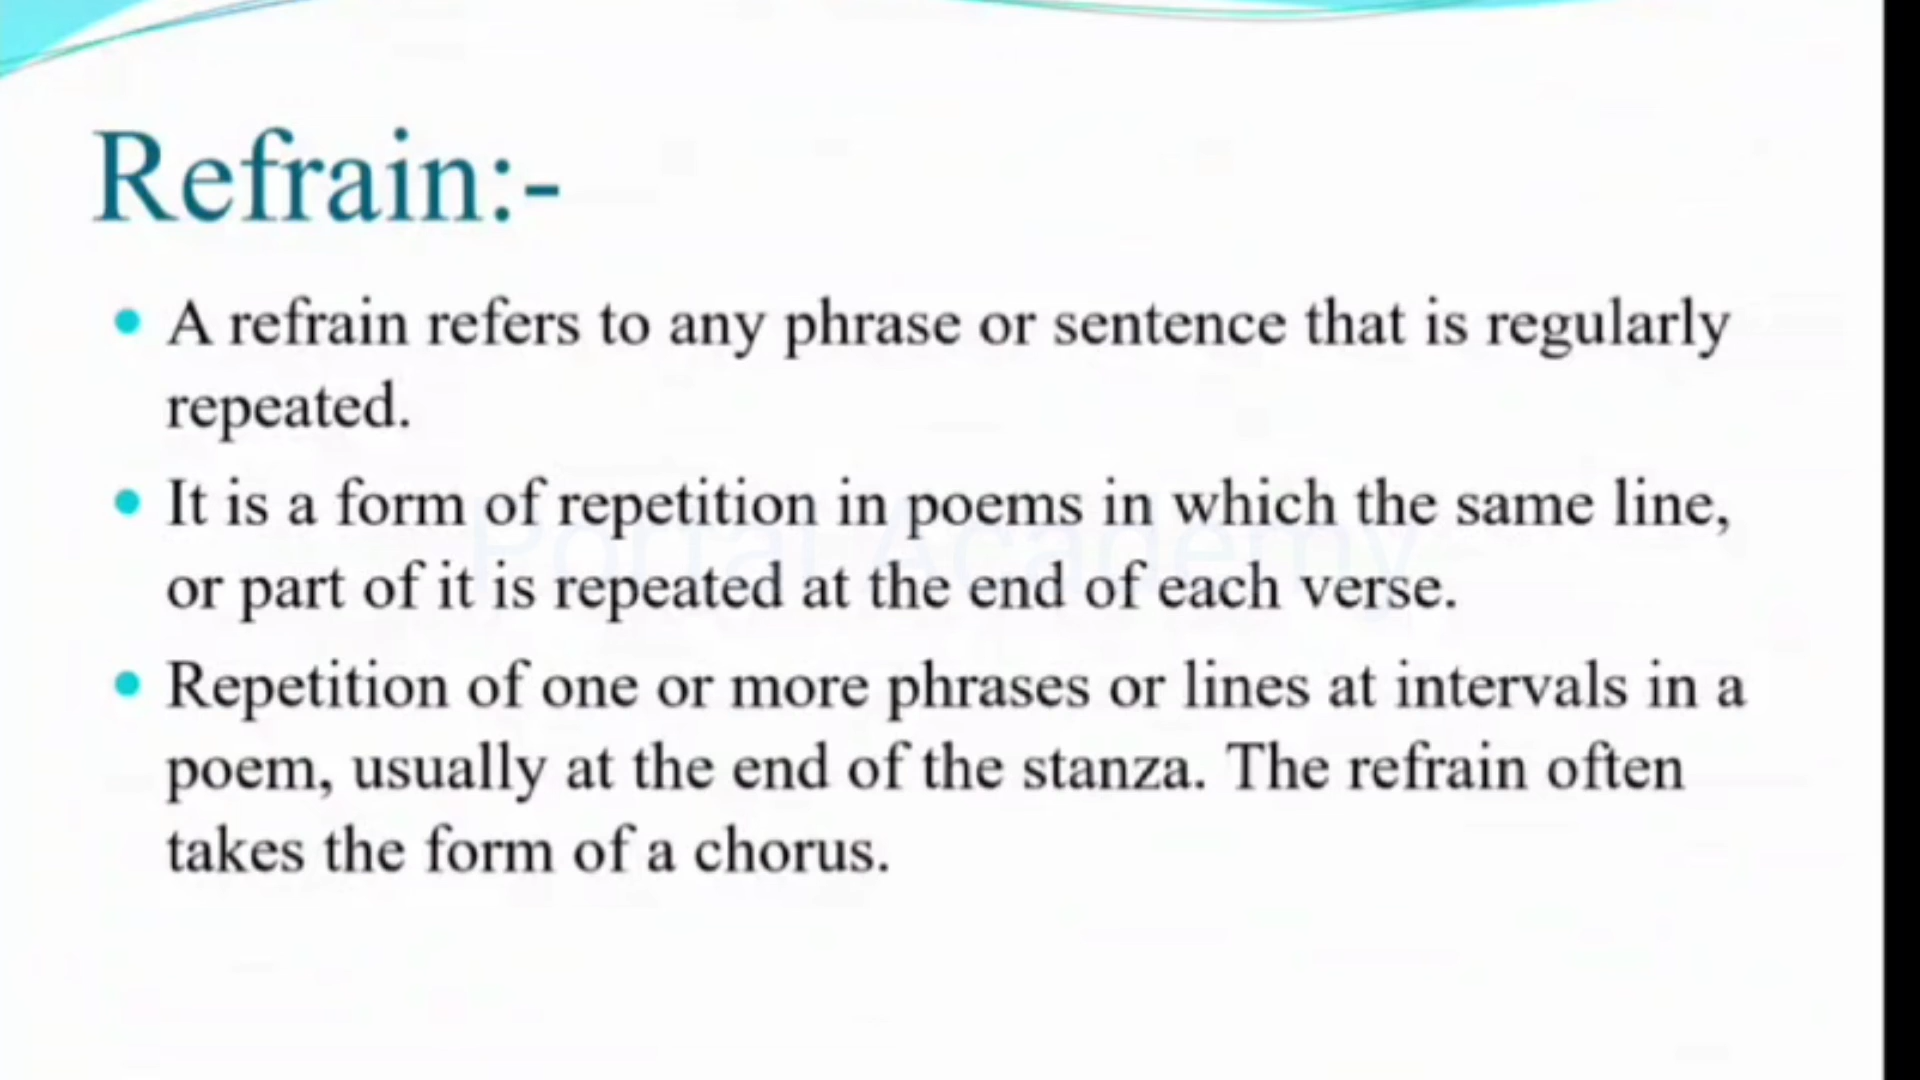 Refrain:-
A refrain refers to any phrase or sentence that is regularly
repeated.
It is a form of repetition in poems in which the same line,
or part of it is repeated at the end of each verse.
Repetition of one or more phrases or lines at intervals in a
poem, usually at the end of the stanza. The refrain often
takes the form of a chorus.
Portal Academy